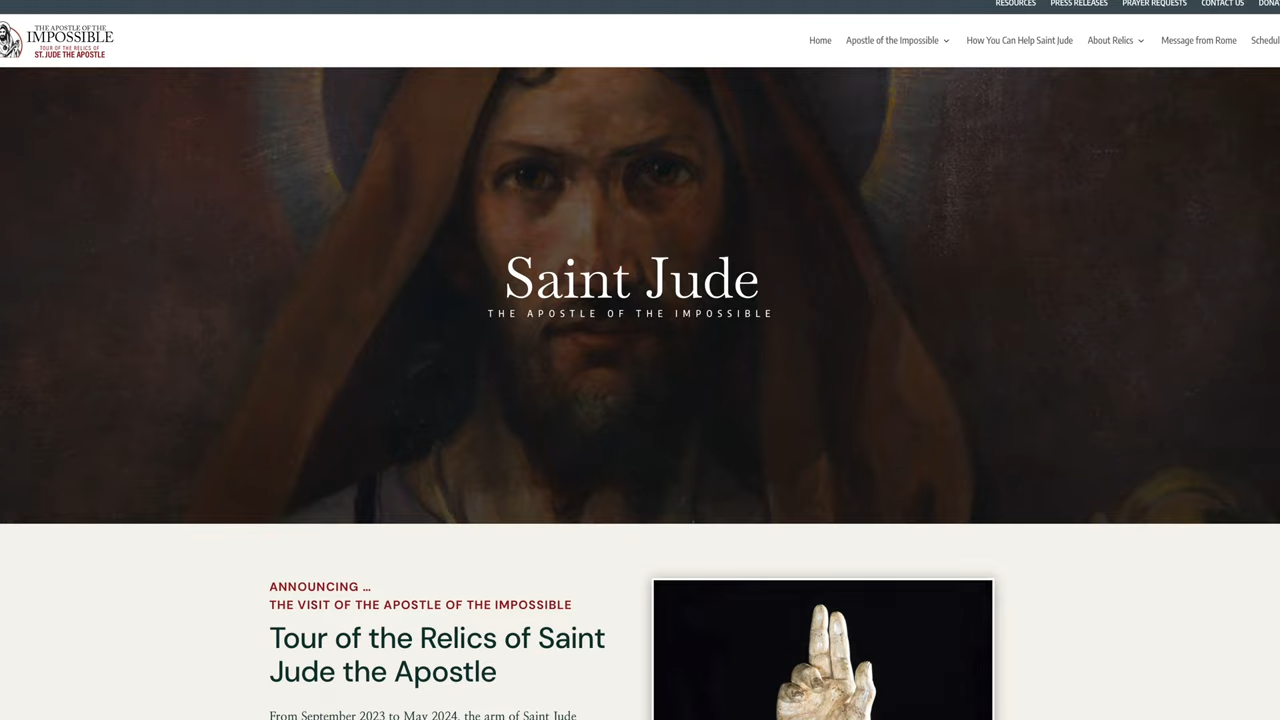 RESOURCES PRESS RELEASES PRAYER REQUESTS CONTACT US DONA
THE APOSTLE OF THE
IMPOSSIBLE
TOUR OF THE RELICS OF
ST. JUDE THE APOSTLE
Home Apostle of the Impossible How You Can Help Saint Jude About Relics Message from Rome Schedul
Saint Jude
THE APOSTLE OF THE IMPOSSIBLE
ANNOUNCING ...
THE VISIT OF THE APOSTLE OF THE IMPOSSIBLE
Tour of the Relics of Saint
Jude the Apostle
From September 2023 to May 2024, the arm of Saint Jude